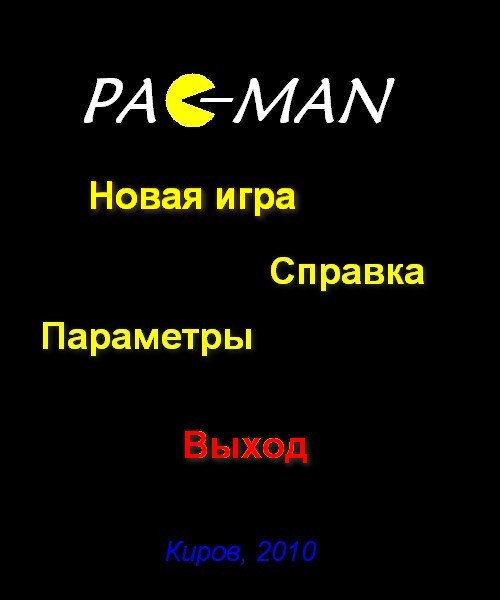 PAC-MAN
Новая игра
Справка
Параметры
Выход
Киров, 2010